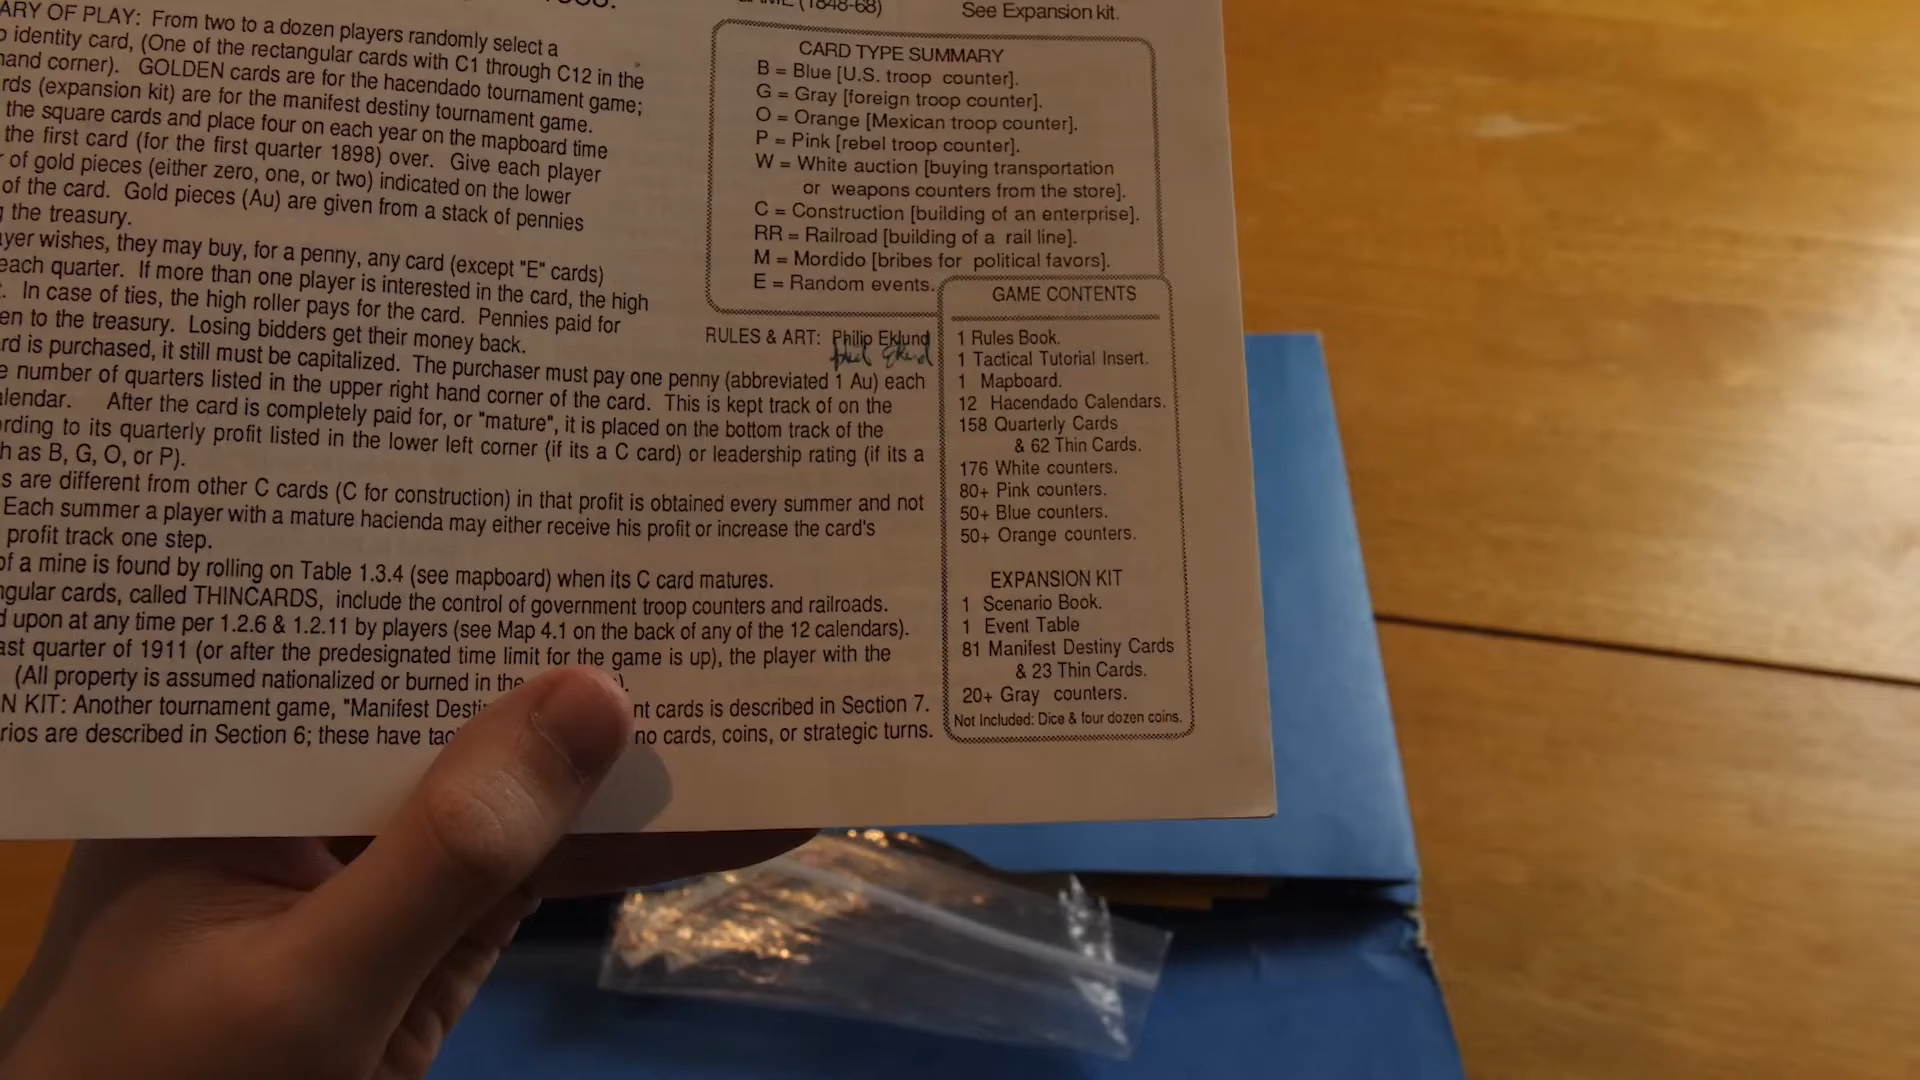 GAME (1848-68)
See Expansion kit.
ARY OF PLAY: From two to a dozen players randomly select a
identity card, (One of the rectangular cards with C1 through C12 in the
hand corner). GOLDEN cards are for the hacendado tournament game;
rds (expansion kit) are for the manifest destiny tournament game.
the square cards and place four on each year on the mapboard time
the first card (for the first quarter 1898) over. Give each player
of gold pieces (either zero, one, or two) indicated on the lower
of the card. Gold pieces (Au) are given from a stack of pennies
the treasury.
ayer wishes, they may buy, for a penny, any card (except "E" cards)
each quarter. If more than one player is interested in the card, the high
. In case of ties, the high roller pays for the card. Pennies paid for
en to the treasury. Losing bidders get their money back.
rd is purchased, it still must be capitalized. The purchaser must pay one penny (abbreviated 1 Au) each
e number of quarters listed in the upper right hand corner of the card. This is kept track of on the
alendar. After the card is completely paid for, or "mature", it is placed on the bottom track of the
ording to its quarterly profit listed in the lower left corner (if its a C card) or leadership rating (if its a
h as B, G, O, or P).
s are different from other C cards (C for construction) in that profit is obtained every summer and not
Each summer a player with a mature hacienda may either receive his profit or increase the card's
profit track one step.
of a mine is found by rolling on Table 1.3.4 (see mapboard) when its C card matures.
ngular cards, called THINCARDS, include the control of government troop counters and railroads.
d upon at any time per 1.2.6 & 1.2.11 by players (see Map 4.1 on the back of any of the 12 calendars).
ast quarter of 1911 (or after the predesignated time limit for the game is up), the player with the
(All property is assumed nationalized or burned in the ).
N KIT: Another tournament game, "Manifest Desti nt cards is described in Section 7.
rios are described in Section 6; these have tac no cards, coins, or strategic turns.
CARD TYPE SUMMARY
B = Blue [U.S. troop counter].
G = Gray [foreign troop counter].
O = Orange [Mexican troop counter].
P = Pink [rebel troop counter].
W = White auction [buying transportation
or weapons counters from the store].
C = Construction [building of an enterprise].
RR = Railroad [building of a rail line].
M = Mordido [bribes for political favors].
E = Random events.
RULES & ART: Philip Eklund
GAME CONTENTS
1 Rules Book.
1 Tactical Tutorial Insert.
1 Mapboard.
12 Hacendado Calendars.
158 Quarterly Cards
& 62 Thin Cards.
176 White counters.
80+ Pink counters.
50+ Blue counters.
50+ Orange counters.
EXPANSION KIT
1 Scenario Book.
1 Event Table
81 Manifest Destiny Cards
& 23 Thin Cards.
20+ Gray counters.
Not Included: Dice & four dozen coins.